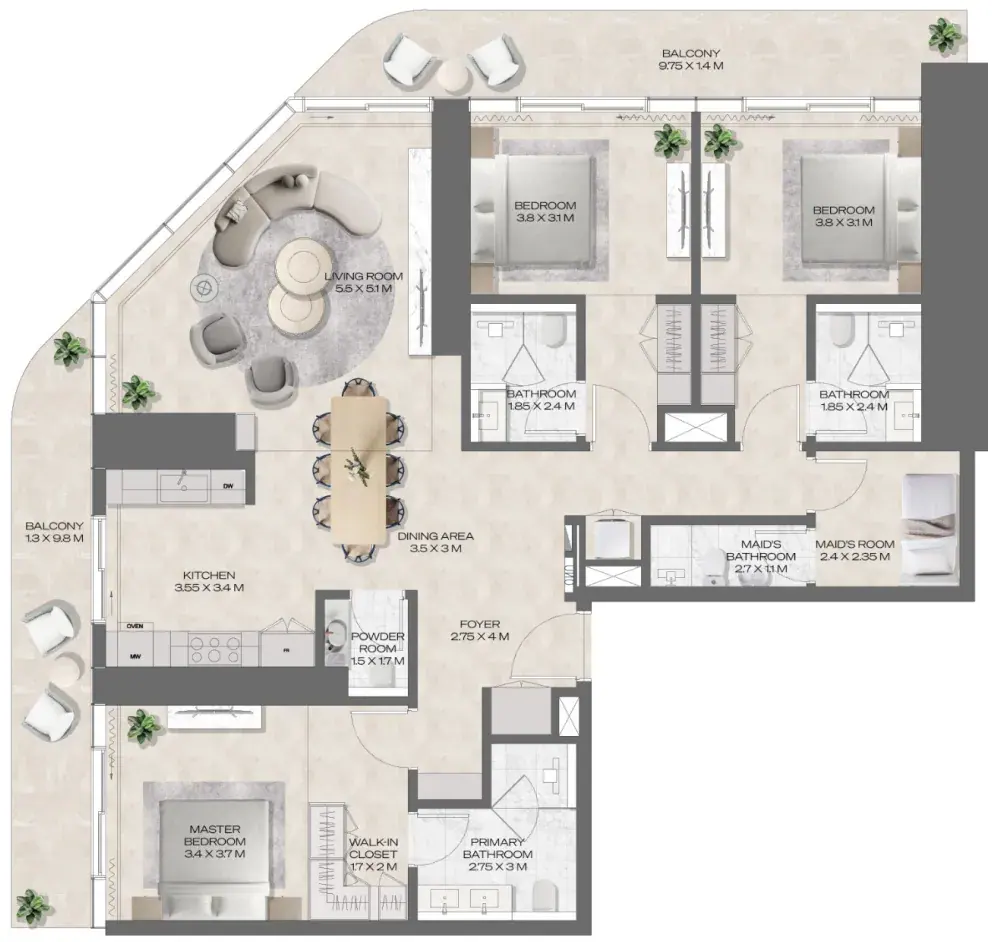 BALCONY
9.75 X 1.4 M
BEDROOM
3.8 X 3.1 M
BEDROOM
3.8 X 3.1 M
LIVING ROOM
5.5 X 5.1 M
BATHROOM
1.85 X 2.4 M
BATHROOM
1.85 X 2.4 M
DW
BALCONY
1.3 X 9.8 M
DINING AREA
3.5 X 3 M
MAID'S
BATHROOM
2.7 X 1.1 M
MAID'S ROOM
2.4 X 2.35 M
KITCHEN
3.55 X 3.4 M
OVEN
MW
FR
POWDER
ROOM
1.5 X 1.7 M
FOYER
2.75 X 4 M
MASTER
BEDROOM
3.4 X 3.7 M
WALK-IN
CLOSET
1.7 X 2 M
PRIMARY
BATHROOM
2.75 X 3 M